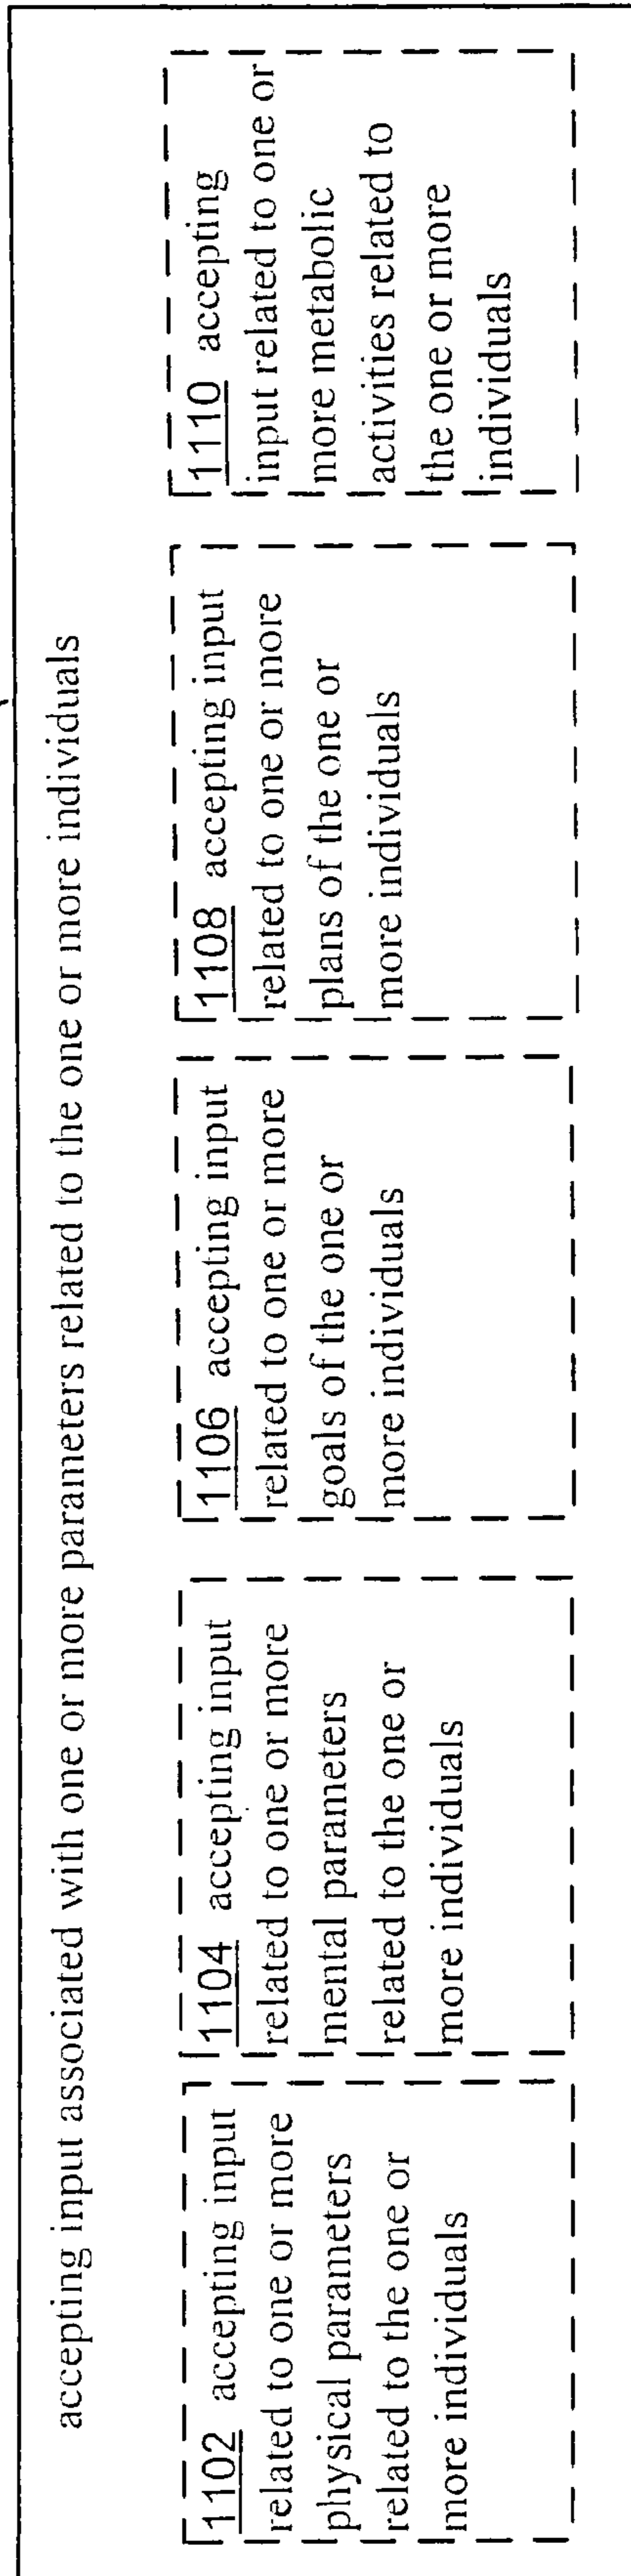 accepting input associated with one or more parameters related to the one or more individuals
1102 accepting input
related to one or more
physical parameters
related to the one or
more individuals
1104 accepting input
related to one or more
mental parameters
related to the one or
more individuals
1106 accepting input
related to one or more
goals of the one or
more individuals
1108 accepting input
related to one or more
plans of the one or
more individuals
1110 accepting
input related to one or
more metabolic
activities related to
the one or more
individuals